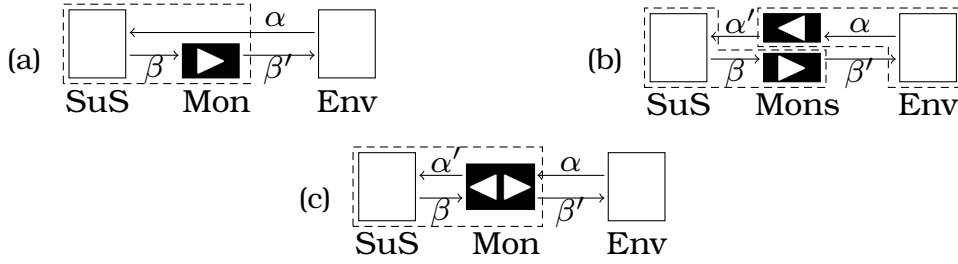 (a) α β β′
SuS Mon Env
(b) α′ α β β′
SuS Mons Env
(c) α′ α β β′
SuS Mon Env